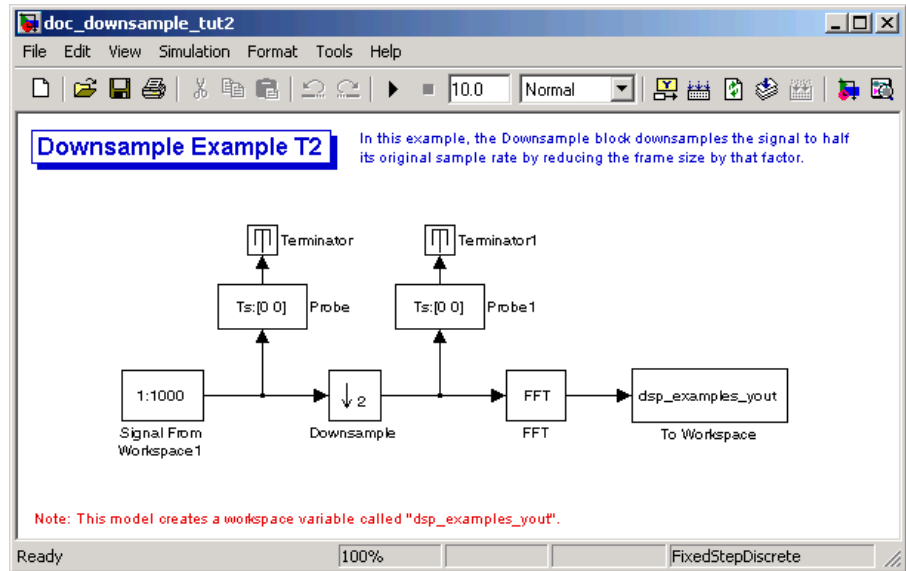 doc_downsample_tut2
File Edit View Simulation Format Tools Help
10.0 Normal
Downsample Example T2
In this example, the Downsample block downsamples the signal to half
its original sample rate by reducing the frame size by that factor.
Terminator
Terminator1
Ts:[0 0]
Probe
Ts:[0 0]
Probe1
1:1000
2
FFT
dsp_examples_yout
Signal From
Workspace1
Downsample
FFT
To Workspace
Note: This model creates a workspace variable called "dsp_examples_yout".
Ready 100% FixedStepDiscrete